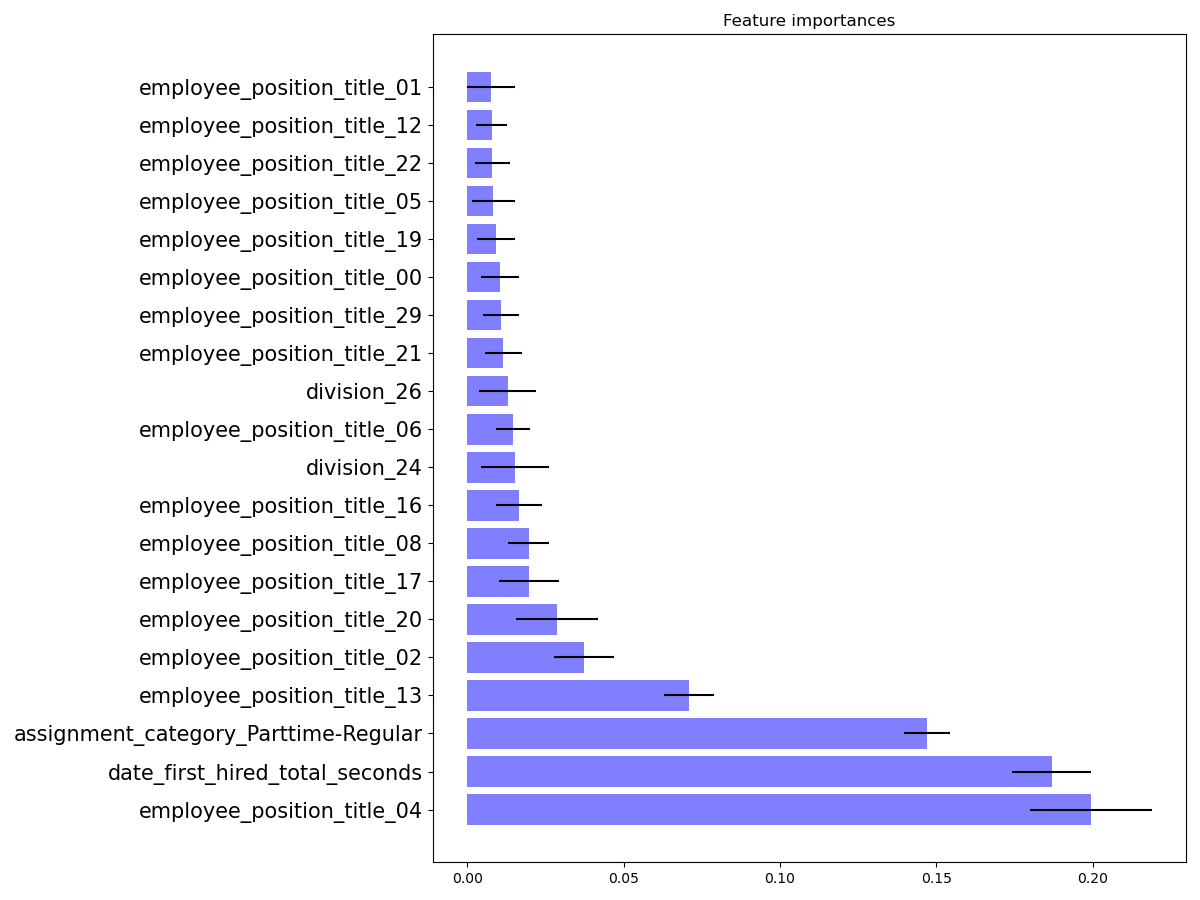 Feature importances
employee_position_title_01
employee_position_title_12
employee_position_title_22
employee_position_title_05
employee_position_title_19
employee_position_title_00
employee_position_title_29
employee_position_title_21
division_26
employee_position_title_06
division_24
employee_position_title_16
employee_position_title_08
employee_position_title_17
employee_position_title_20
employee_position_title_02
employee_position_title_13
assignment_category_Parttime-Regular
date_first_hired_total_seconds
employee_position_title_04
0.00 0.05 0.10 0.15 0.20